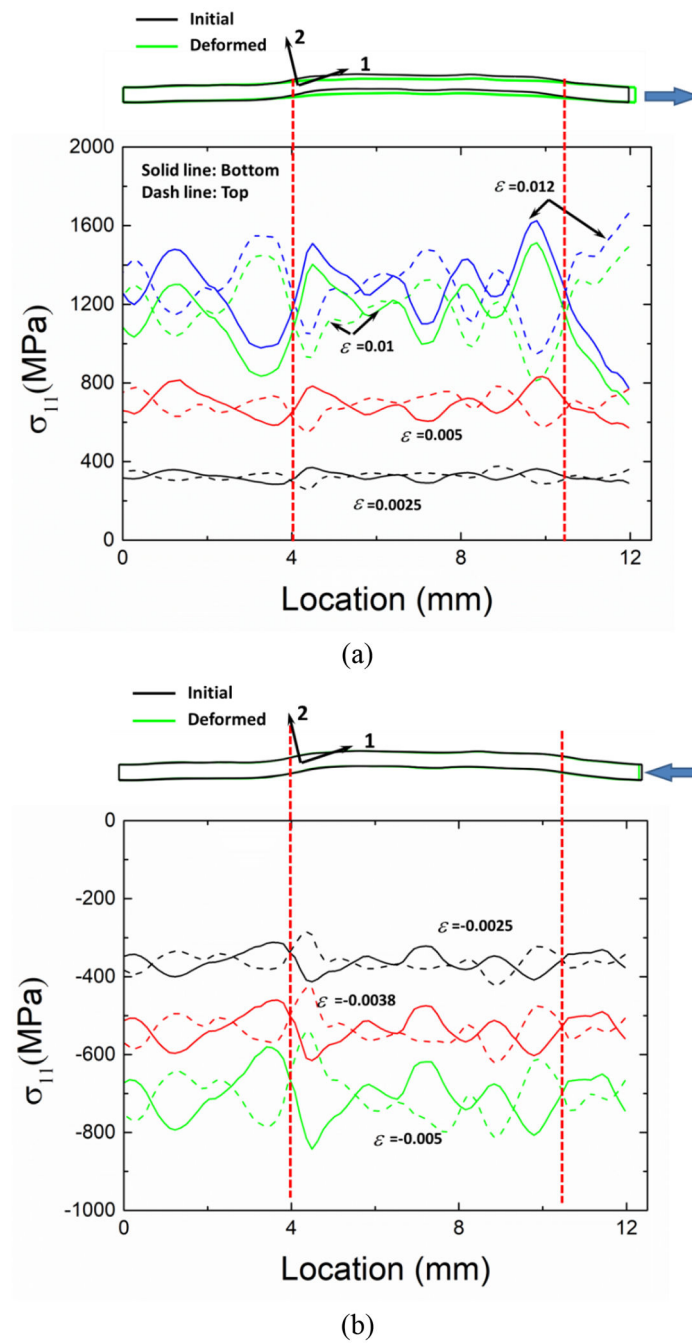 Initial
Deformed
2
1
2000
1600
1200
800
400
0
σ₁₁(MPa)
Solid line: Bottom
Dash line: Top
ε=0.012
ε=0.01
ε=0.005
ε=0.0025
0 4 8 12
Location (mm)
(a)
Initial
Deformed
2
1
0
-200
-400
-600
-800
-1000
σ₁₁(MPa)
ε=-0.0025
ε=-0.0038
ε=-0.005
0 4 8 12
Location (mm)
(b)